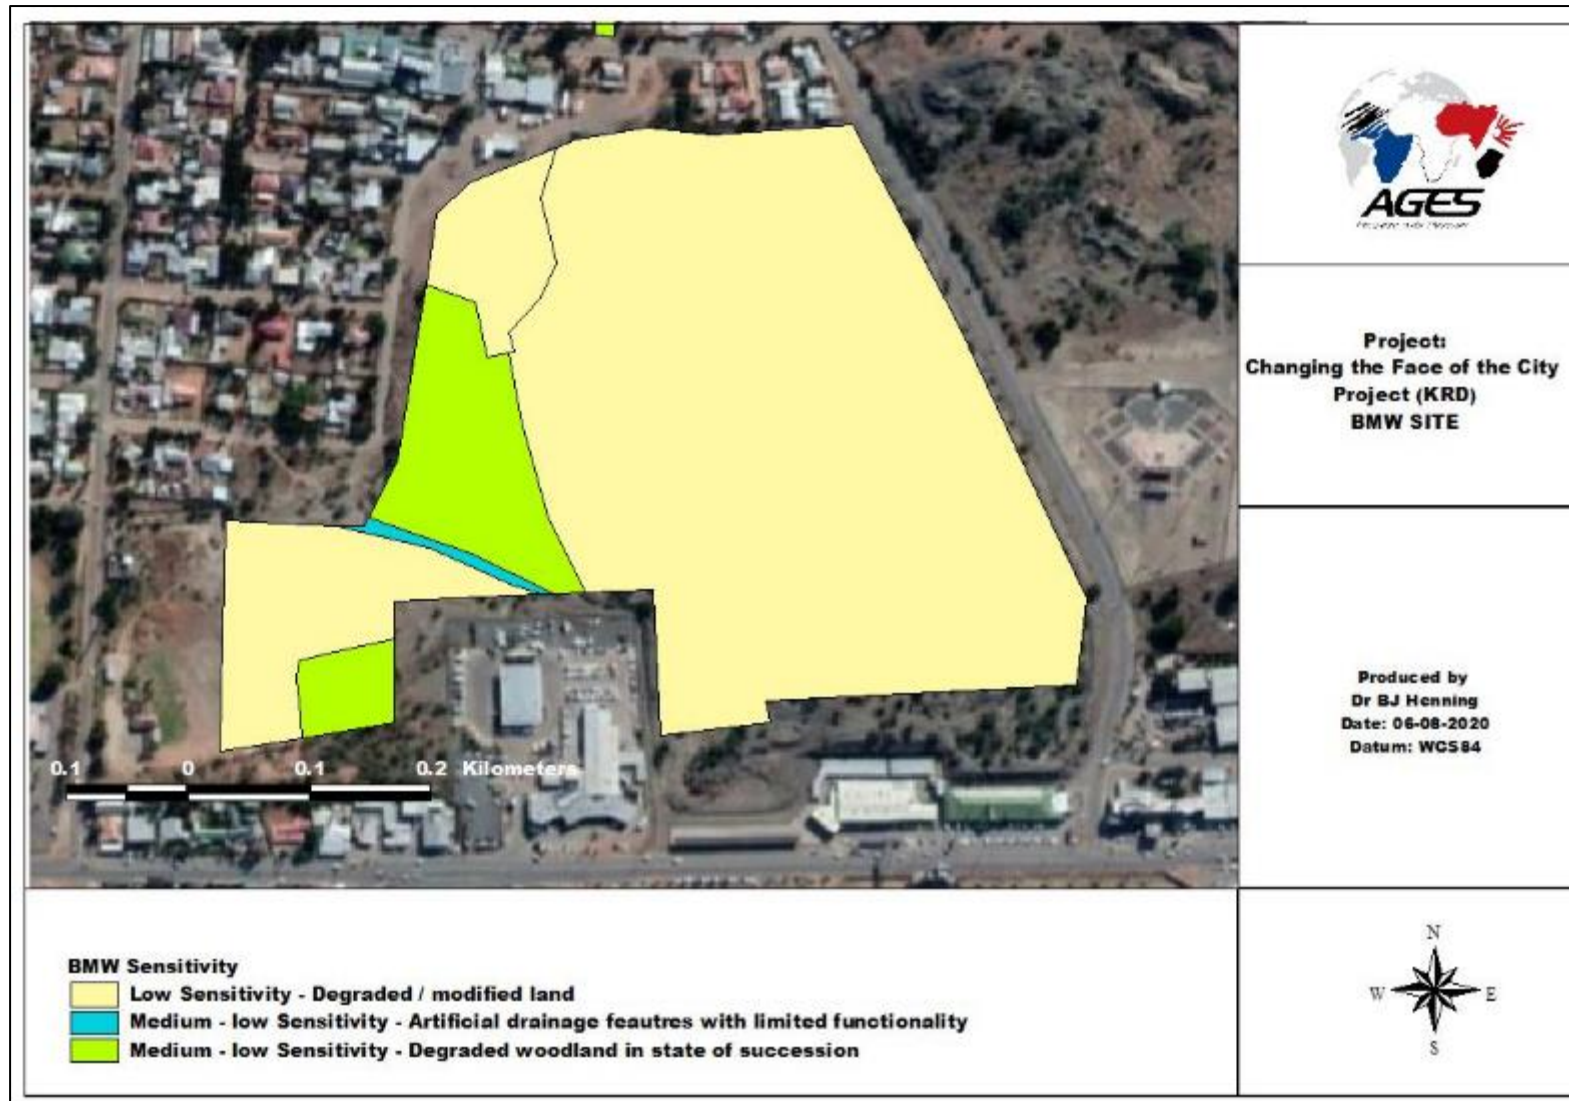 AGES
Project:
Changing the Face of the City
Project (KRD)
BMW SITE
Produced by
Dr BJ Henning
Date: 06-08-2020
Datum: WGS84
0.1 0 0.1 0.2 Kilometers
BMW Sensitivity
Low Sensitivity - Degraded / modified land
Medium - low Sensitivity - Artificial drainage feautres with limited functionality
Medium - low Sensitivity - Degraded woodland in state of succession
N
W E
S